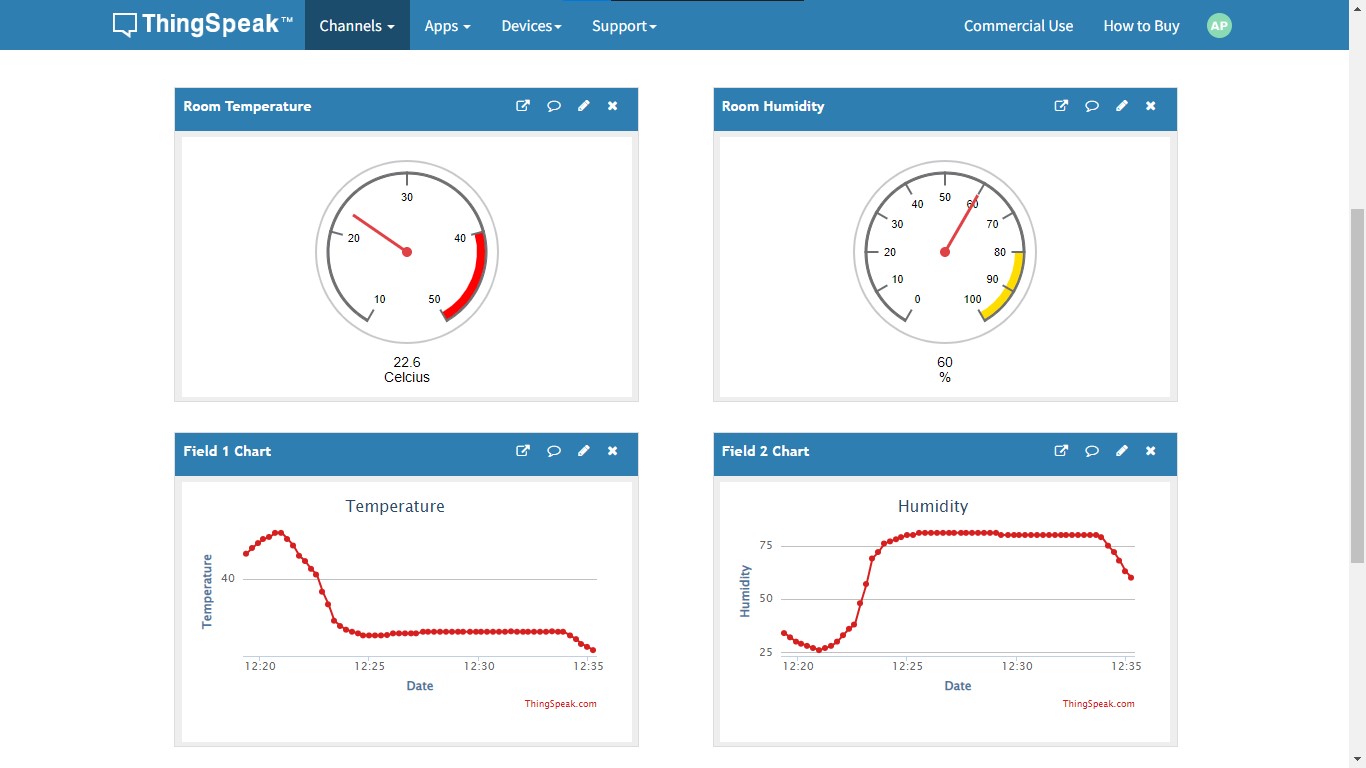 ThingSpeak™ Channels Apps Devices Support Commercial Use How to Buy AP
Room Temperature
30
20 40
10 50
22.6
Celcius
Room Humidity
50
40 60
30 70
20 80
10 90
0 100
60
%
Field 1 Chart
Temperature
Temperature
40
12:20 12:25 12:30 12:35
Date
ThingSpeak.com
Field 2 Chart
Humidity
Humidity
75
50
25
12:20 12:25 12:30 12:35
Date
ThingSpeak.com